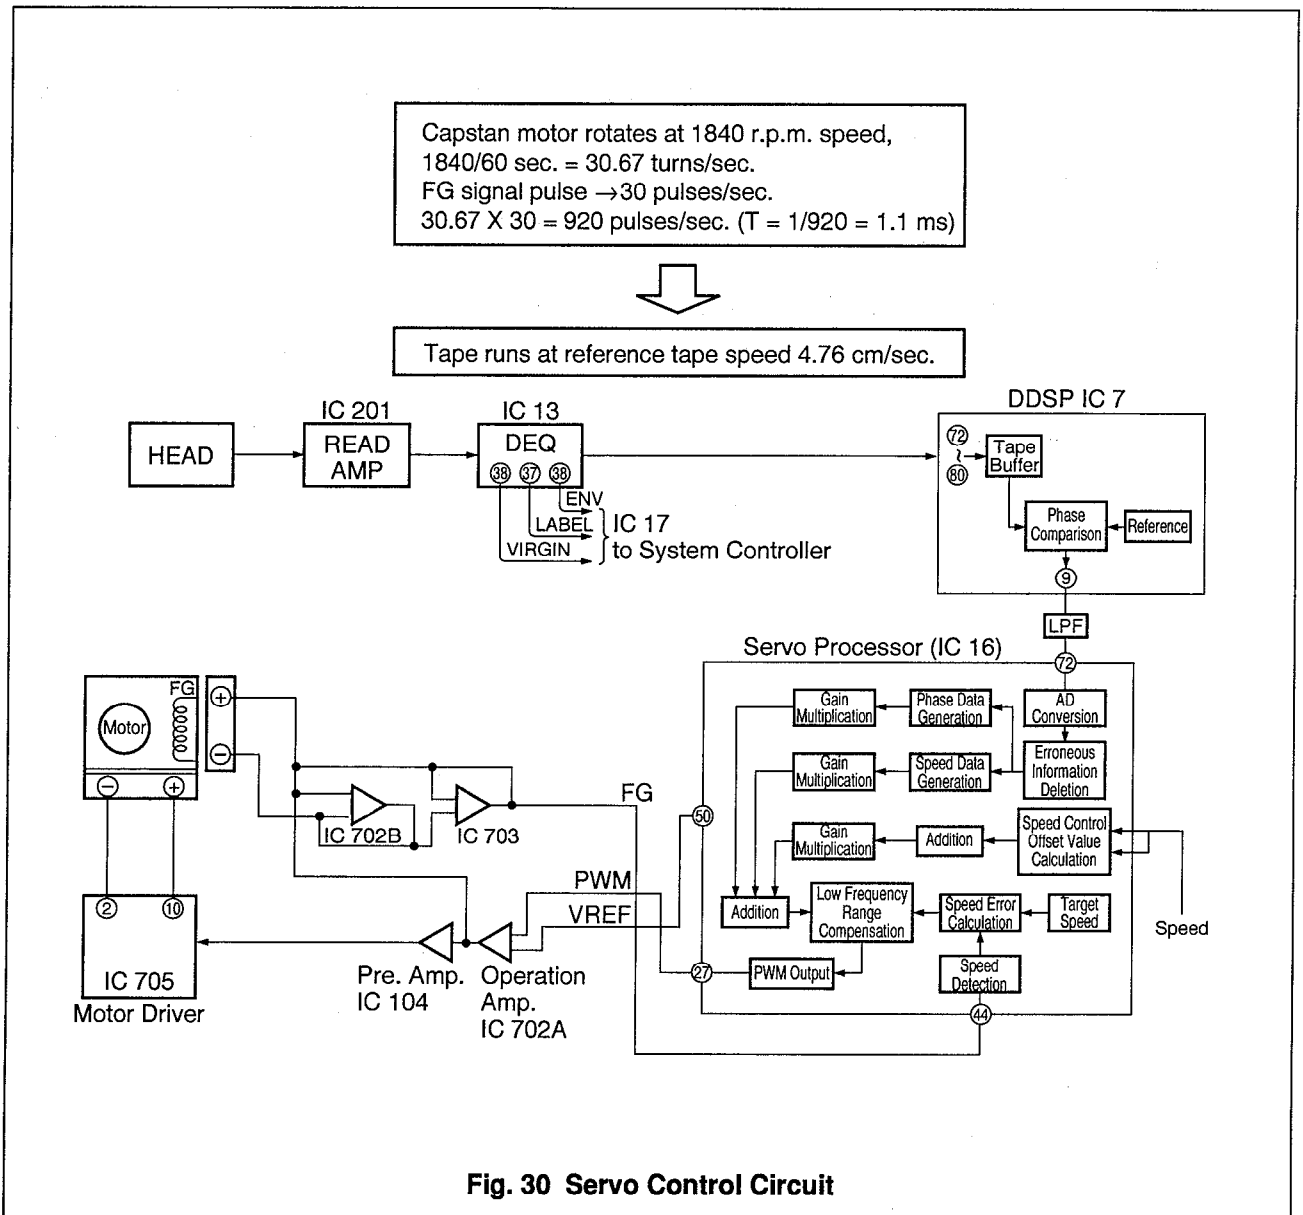 Capstan motor rotates at 1840 r.p.m. speed,
1840/60 sec. = 30.67 turns/sec.
FG signal pulse →30 pulses/sec.
30.67 X 30 = 920 pulses/sec. (T = 1/920 = 1.1 ms)
Tape runs at reference tape speed 4.76 cm/sec.
HEAD
IC 201
READ
AMP
IC 13
DEQ
38
37
38
ENV
LABEL
VIRGIN
IC 17
to System Controller
DDSP IC 7
72
~
80
Tape
Buffer
Phase
Comparison
Reference
9
LPF
Servo Processor (IC 16)
72
Gain
Multiplication
Phase Data
Generation
AD
Conversion
Gain
Multiplication
Speed Data
Generation
Erroneous
Information
Deletion
Gain
Multiplication
Addition
Speed Control
Offset Value
Calculation
Speed
Addition
Low Frequency
Range
Compensation
Speed Error
Calculation
Target
Speed
PWM Output
Speed
Detection
50
27
44
FG
Motor
+
−
−
+
IC 702B
IC 703
FG
PWM
VREF
2
10
IC 705
Motor Driver
Pre. Amp.
IC 104
Operation
Amp.
IC 702A
Fig. 30 Servo Control Circuit